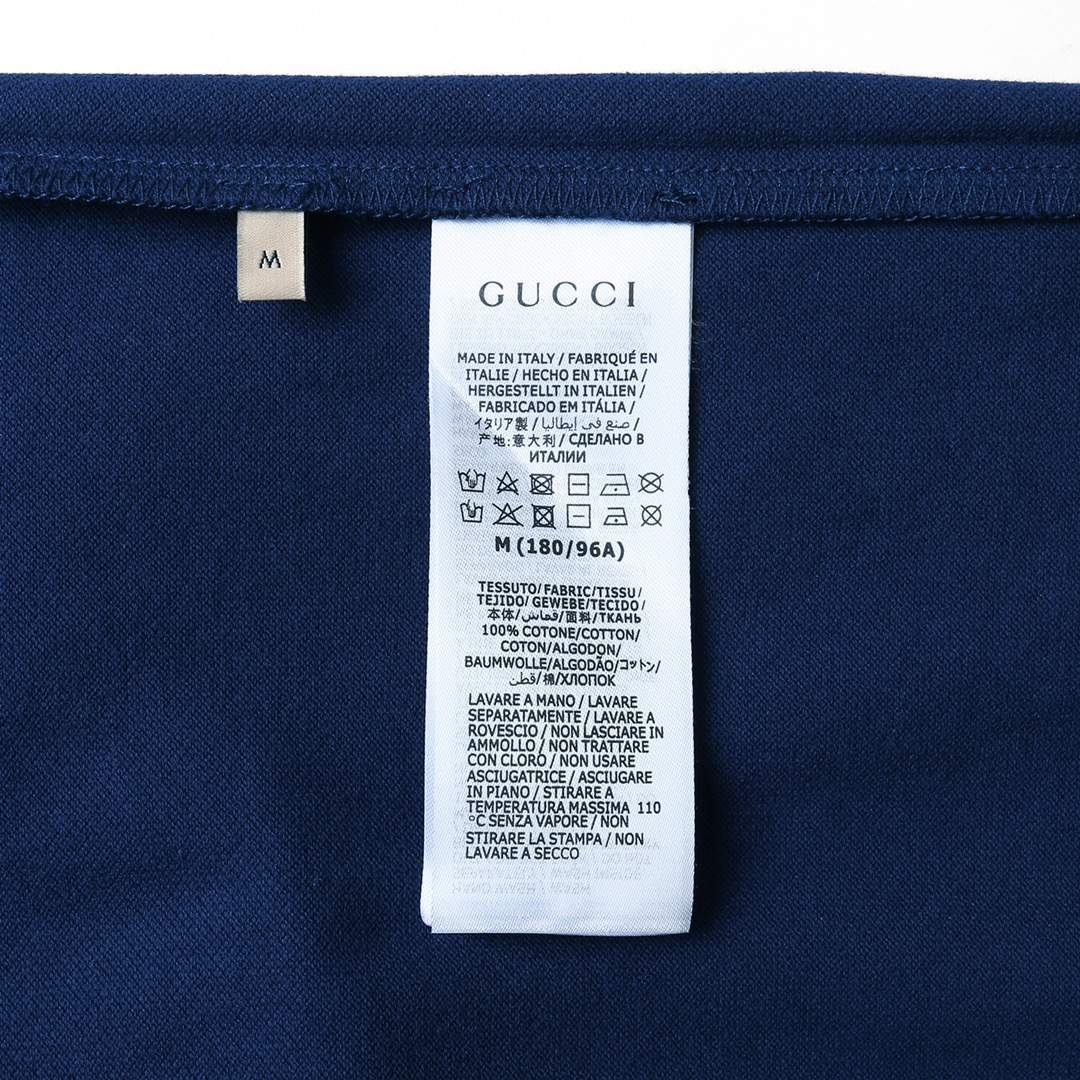 M
GUCCI
MADE IN ITALY / FABRIQUÉ EN
ITALIE / HECHO EN ITALIA /
HERGESTELLT IN ITALIEN /
FABRICADO EM ITÁLIA /
イタリア製 / صنع في إيطاليا /
产地:意大利 / СДЕЛАНО В
ИТАЛИИ
M (180/96A)
TESSUTO/FABRIC/TISSU/
TEJIDO/ GEWEBE/TECIDO/
本体/قماش/面料/ТКАНЬ
100% COTONE/COTTON/
COTON/ALGODON/
BAUMWOLLE/ALGODÃO/コットン/
قطن/棉/ХЛОПОК
LAVARE A MANO / LAVARE
SEPARATAMENTE / LAVARE A
ROVESCIO / NON LASCIARE IN
AMMOLLO / NON TRATTARE
CON CLORO / NON USARE
ASCIUGATRICE / ASCIUGARE
IN PIANO / STIRARE A
TEMPERATURA MASSIMA 110
°C SENZA VAPORE / NON
STIRARE LA STAMPA / NON
LAVARE A SECCO